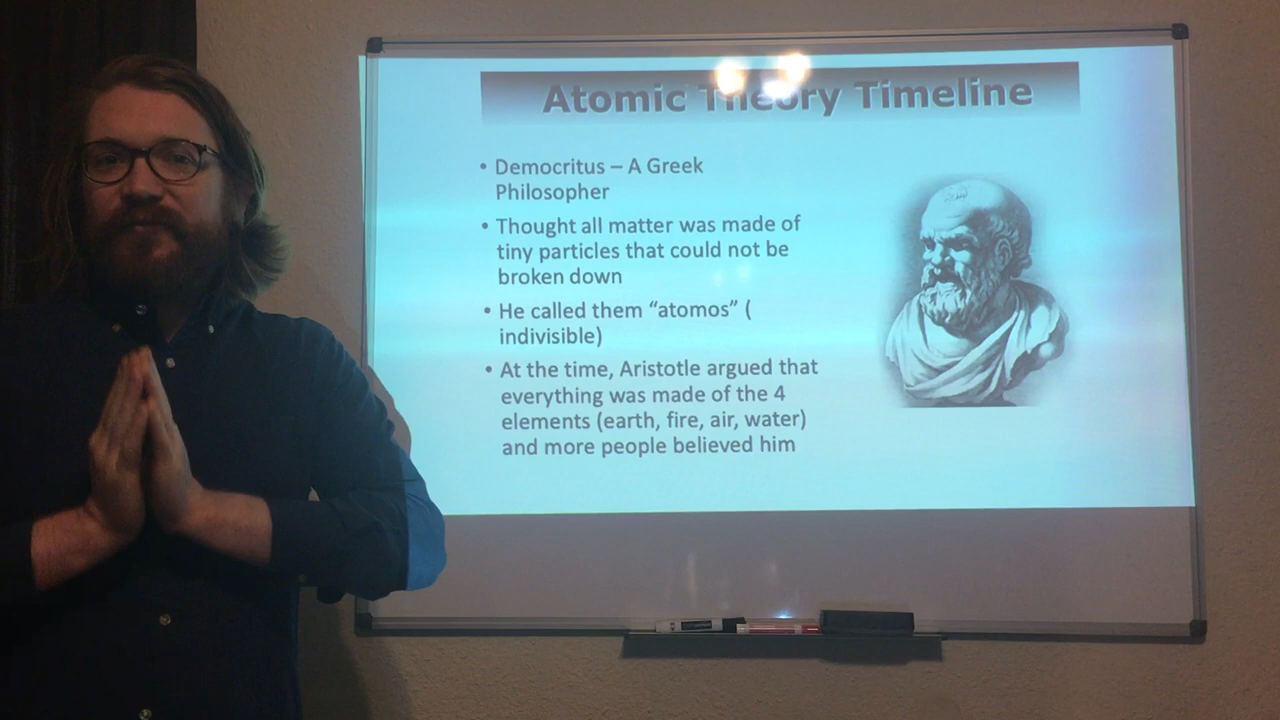 Atomic Theory Timeline
• Democritus – A Greek
Philosopher
• Thought all matter was made of
tiny particles that could not be
broken down
• He called them “atomos” (
indivisible)
• At the time, Aristotle argued that
everything was made of the 4
elements (earth, fire, air, water)
and more people believed him